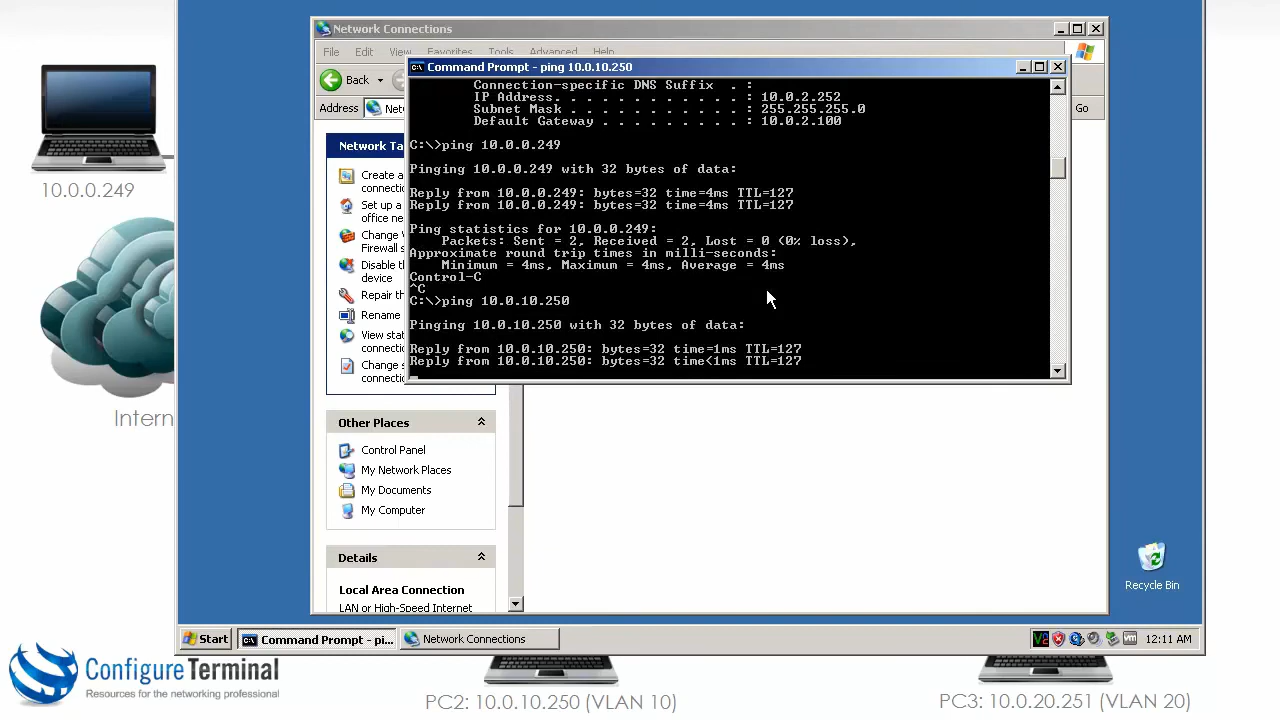 Network Connections
File Edit View Favorites Tools Advanced Help
Command Prompt - ping 10.0.10.250
Back
Address
Go
Connection-specific DNS Suffix . :
IP Address. . . . . . . . . . . . : 10.0.2.252
Subnet Mask . . . . . . . . . . . : 255.255.255.0
Default Gateway . . . . . . . . . : 10.0.2.100
C:\>ping 10.0.0.249
Pinging 10.0.0.249 with 32 bytes of data:
Reply from 10.0.0.249: bytes=32 time=4ms TTL=127
Reply from 10.0.0.249: bytes=32 time=4ms TTL=127
Ping statistics for 10.0.0.249:
Packets: Sent = 2, Received = 2, Lost = 0 (0% loss),
Approximate round trip times in milli-seconds:
Minimum = 4ms, Maximum = 4ms, Average = 4ms
Control-C
^C
C:\>ping 10.0.10.250
Pinging 10.0.10.250 with 32 bytes of data:
Reply from 10.0.10.250: bytes=32 time=1ms TTL=127
Reply from 10.0.10.250: bytes=32 time<1ms TTL=127
Network Ta
Create a
connectio
Set up a
office ne
Change
Firewall s
Disable th
device
Repair th
Rename
View stat
connectio
Change s
connectio
Other Places
Control Panel
My Network Places
My Documents
My Computer
Details
Local Area Connection
LAN or High-Speed Internet
10.0.0.249
Intern
Recycle Bin
Start
Command Prompt - pi...
Network Connections
12:11 AM
Configure Terminal
Resources for the networking professional
PC2: 10.0.10.250 (VLAN 10)
PC3: 10.0.20.251 (VLAN 20)